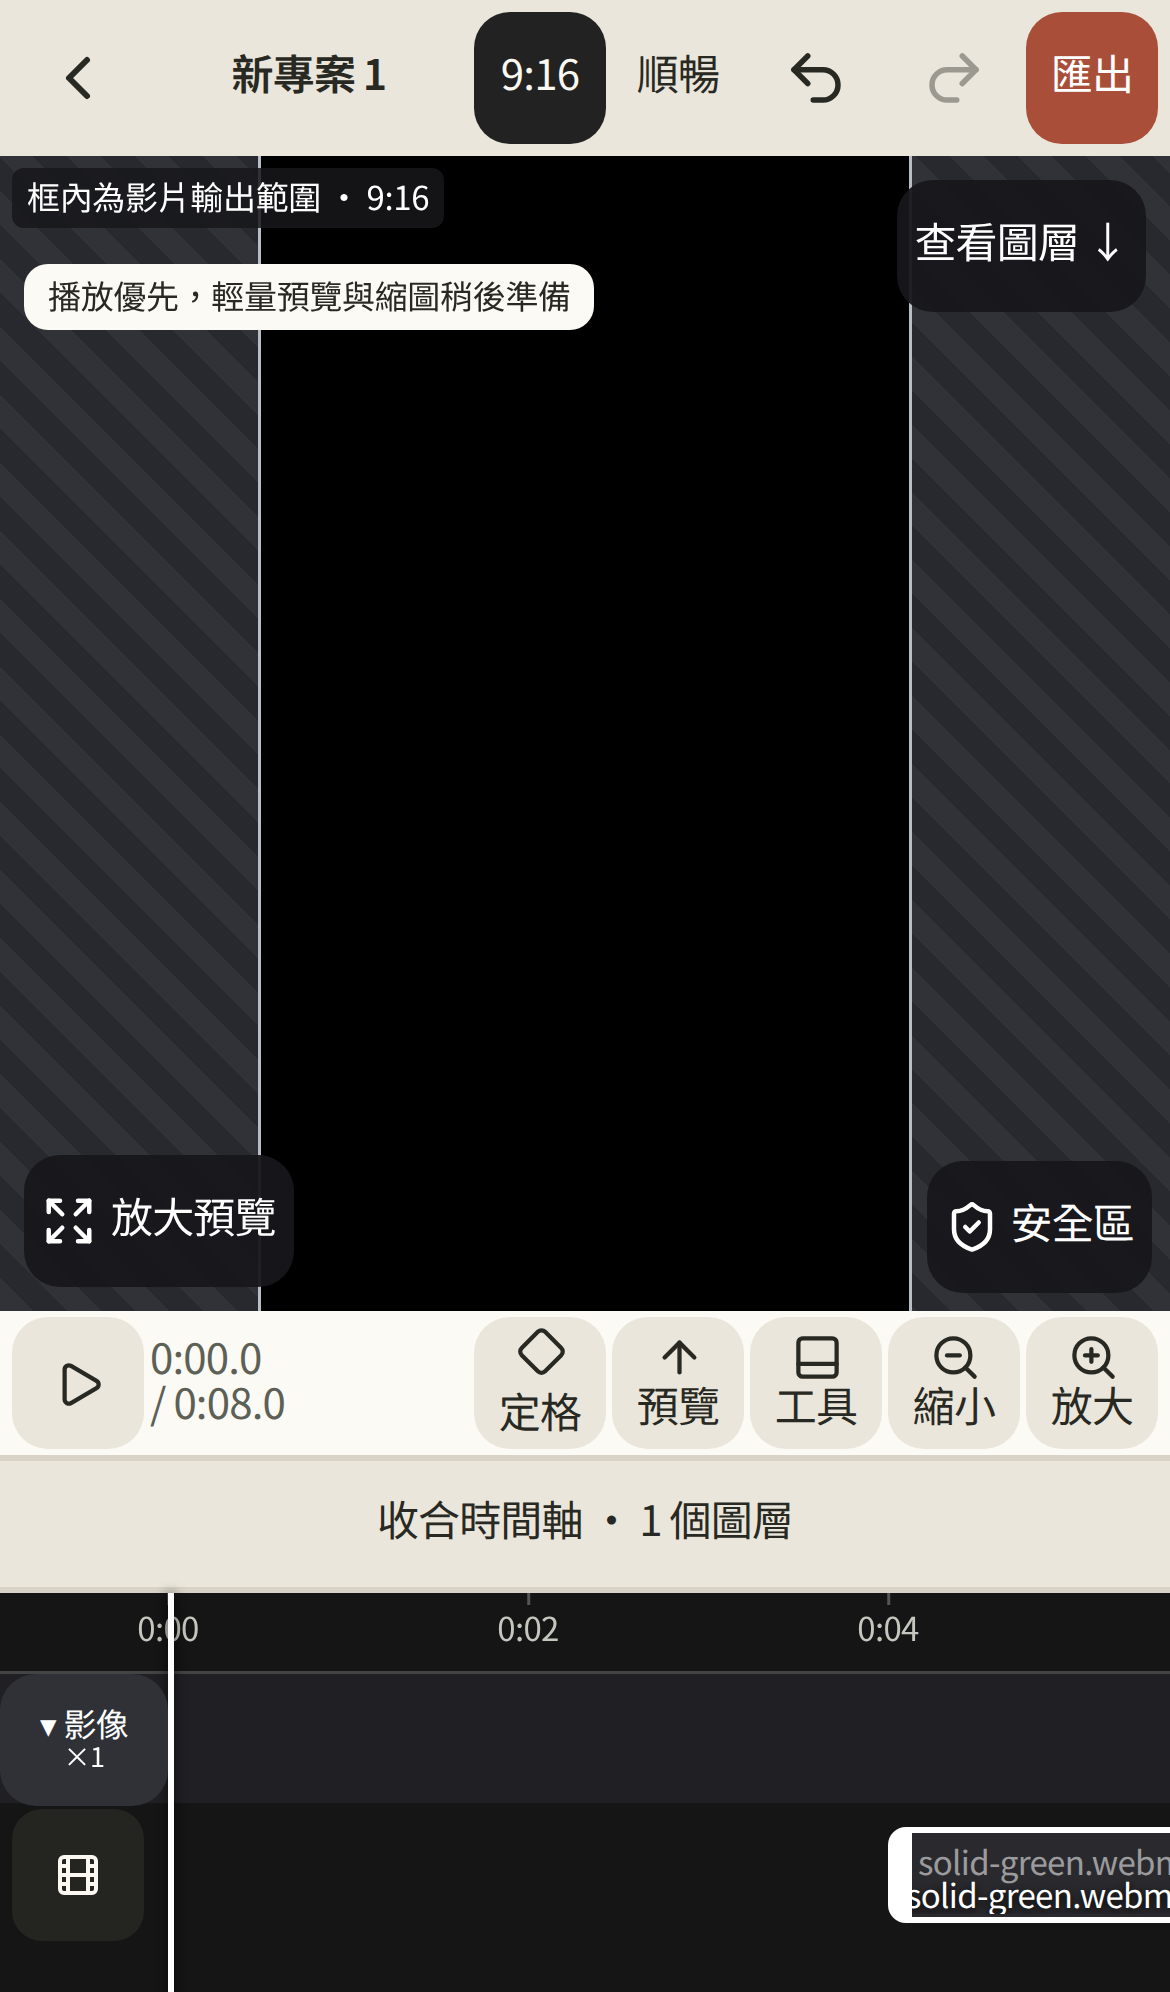 新專案 1
9:16
順暢
匯出
框內為影片輸出範圍 · 9:16
查看圖層 ↓
播放優先，輕量預覽與縮圖稍後準備
放大預覽
安全區
0:00.0
/ 0:08.0
定格
預覽
工具
縮小
放大
收合時間軸 · 1 個圖層
0:00
0:02
0:04
▾ 影像
×1
solid-green.webm
solid-green.webm